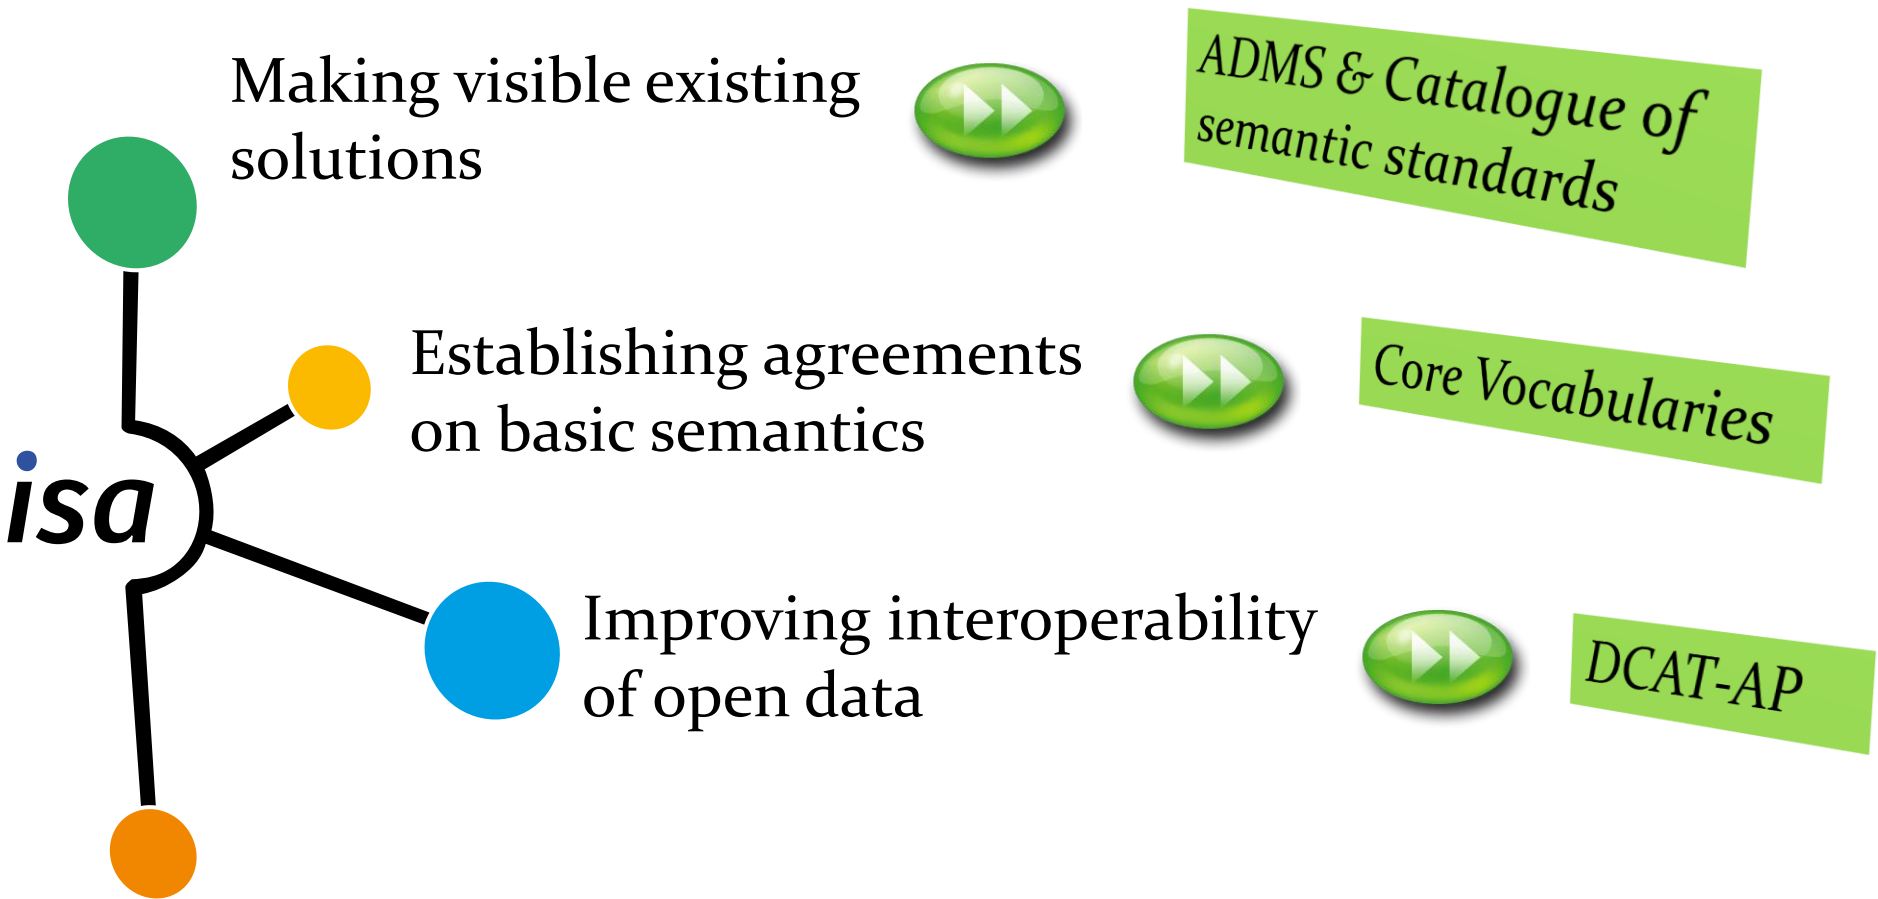 Making visible existing
solutions
ADMS & Catalogue of
semantic standards
Establishing agreements
on basic semantics
Core Vocabularies
isa
Improving interoperability
of open data
DCAT-AP